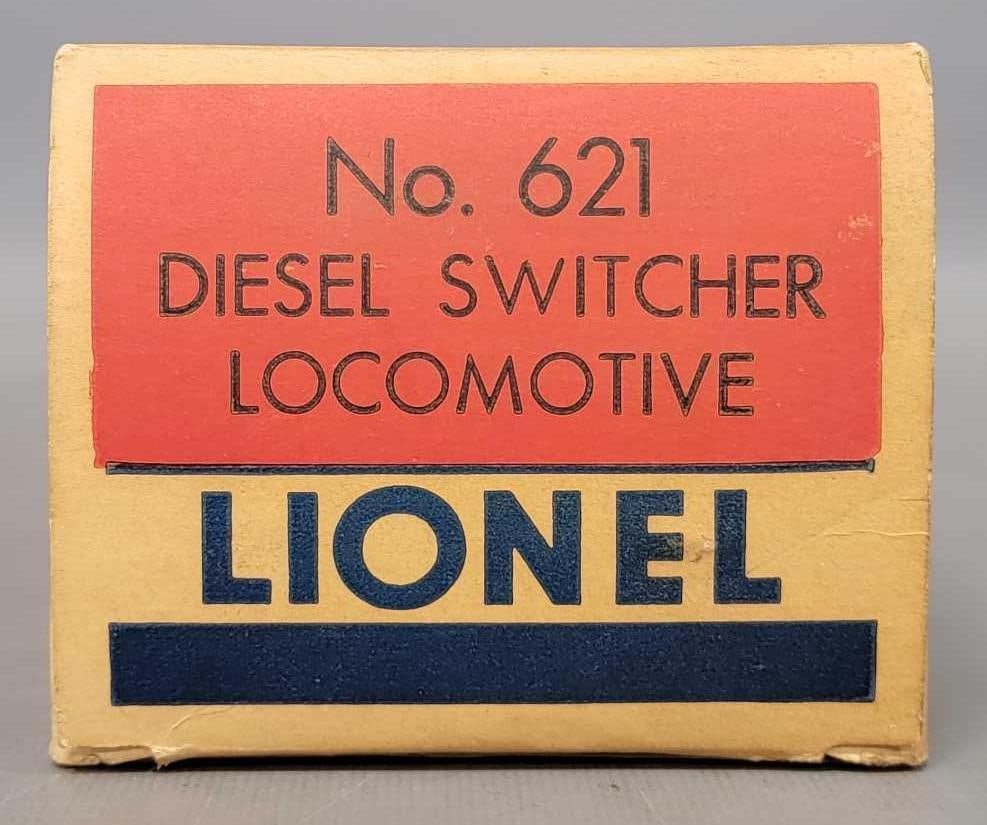 No. 621
DIESEL SWITCHER
LOCOMOTIVE
LIONEL